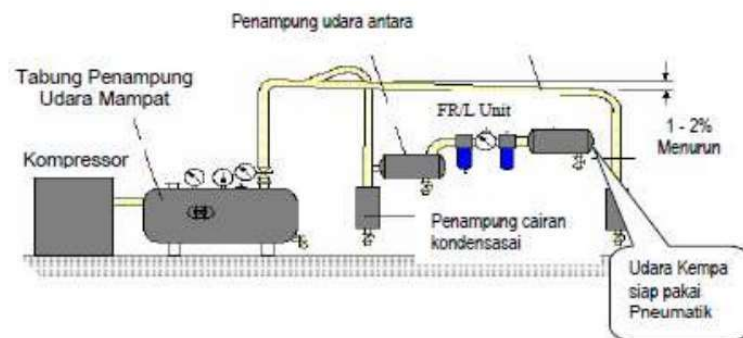 Penampung udara antara
Tabung Penampung
Udara Mampat
FR/L Unit
1 - 2%
Menurun
Kompressor
Penampung cairan
kondensasai
Udara Kempa
siap pakai
Pneumatik